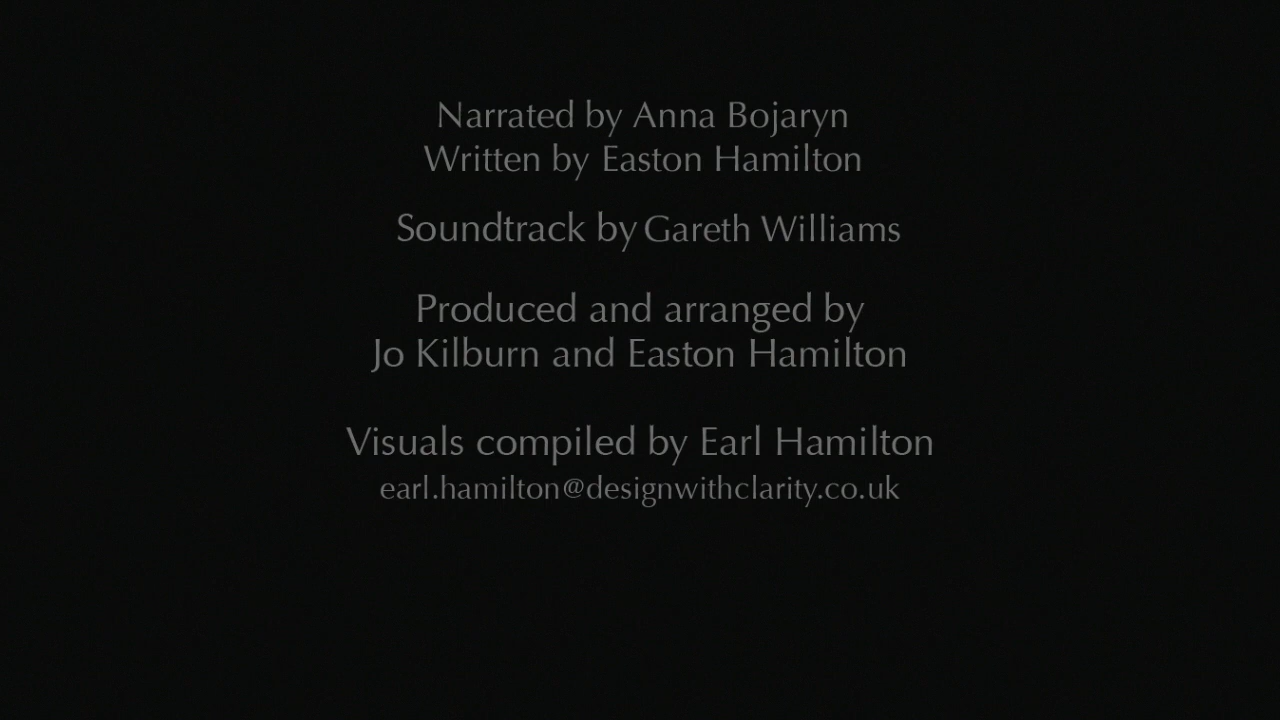 Narrated by Anna Bojaryn
Written by Easton Hamilton
Soundtrack by Gareth Williams
Produced and arranged by
Jo Kilburn and Easton Hamilton
Visuals compiled by Earl Hamilton
earl.hamilton@designwithclarity.co.uk